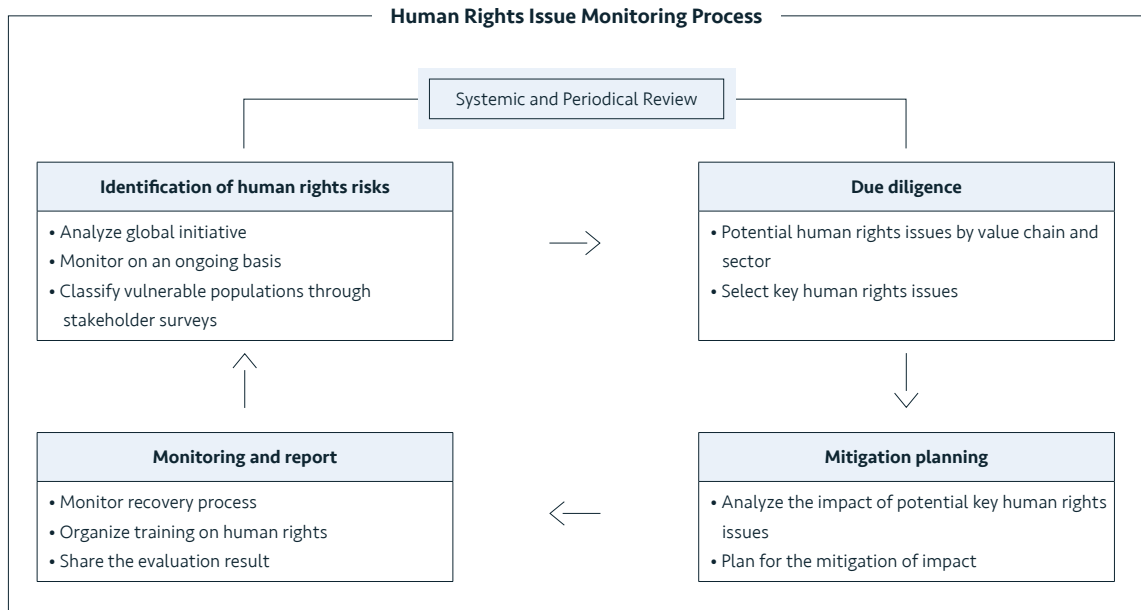 Human Rights Issue Monitoring Process
Systemic and Periodical Review
Identification of human rights risks
• Analyze global initiative
• Monitor on an ongoing basis
• Classify vulnerable populations through
stakeholder surveys
Due diligence
• Potential human rights issues by value chain and
sector
• Select key human rights issues
Monitoring and report
• Monitor recovery process
• Organize training on human rights
• Share the evaluation result
Mitigation planning
• Analyze the impact of potential key human rights
issues
• Plan for the mitigation of impact